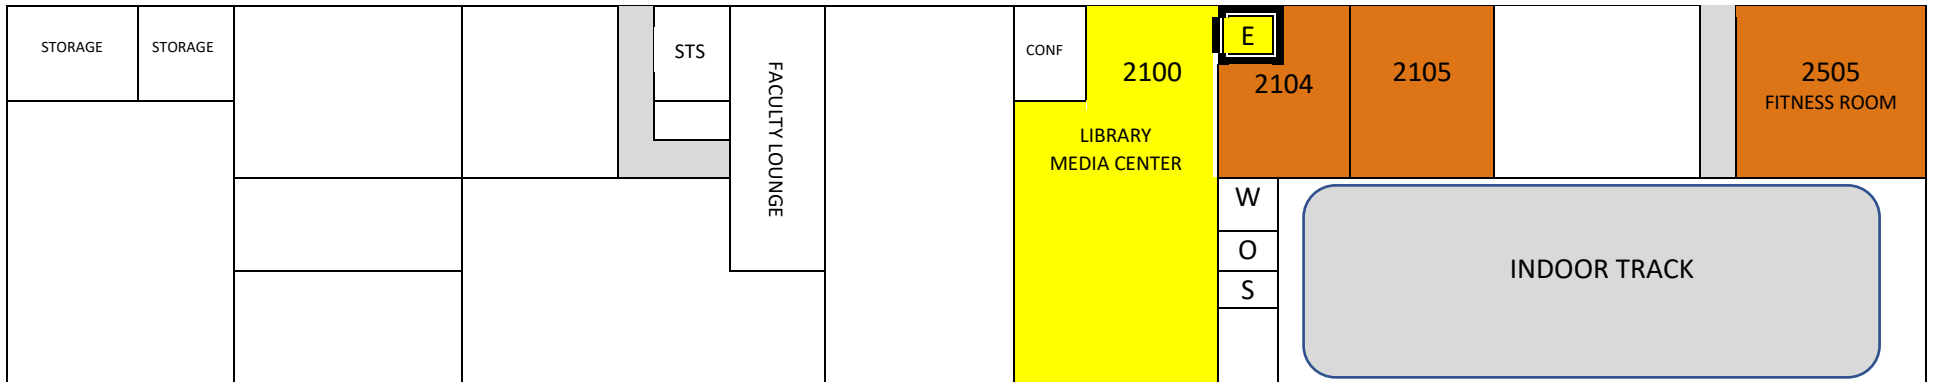 STORAGE
STORAGE
STS
FACULTY LOUNGE
CONF
2100
LIBRARY
MEDIA CENTER
E
2104
2105
2505
FITNESS ROOM
W
O
S
INDOOR TRACK